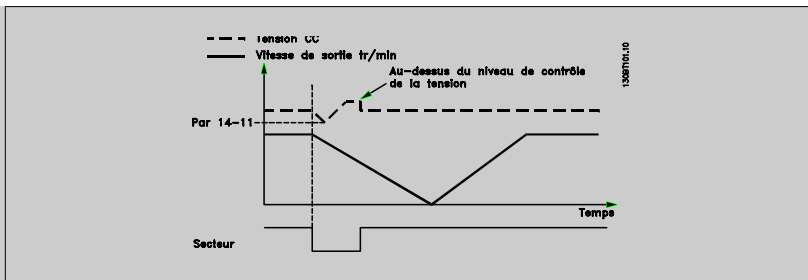 Tension CC
Vitesse de sortie tr/min
Au-dessus du niveau de contrôle
de la tension
130BT101.10
Par 14-11
Temps
Secteur